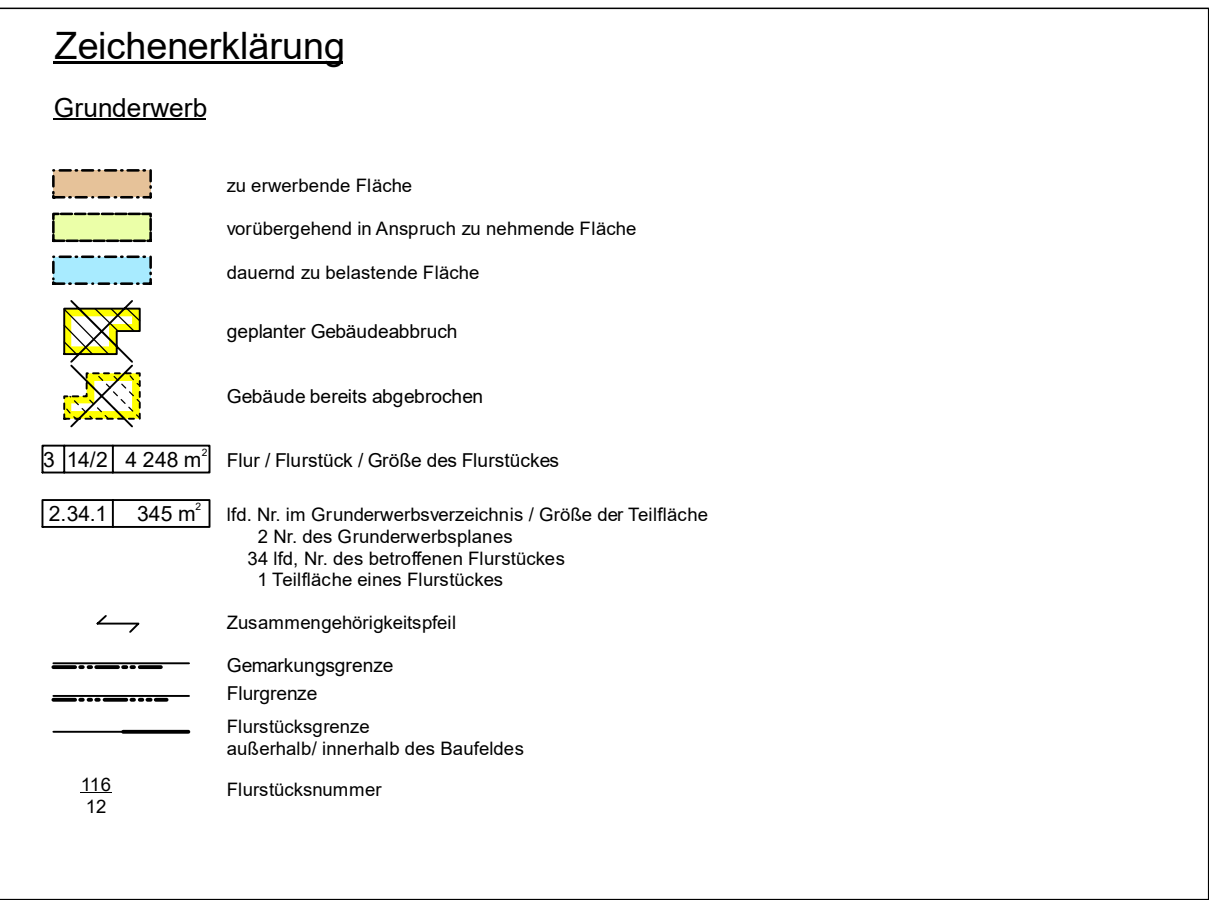 Zeichenerklärung
Grunderwerb
zu erwerbende Fläche
vorübergehend in Anspruch zu nehmende Fläche
dauernd zu belastende Fläche
geplanter Gebäudeabbruch
Gebäude bereits abgebrochen
3 14/2 4 248 m² Flur / Flurstück / Größe des Flurstückes
2.34.1 345 m² lfd. Nr. im Grunderwerbsverzeichnis / Größe der Teilfläche
2 Nr. des Grunderwerbsplanes
34 lfd, Nr. des betroffenen Flurstückes
1 Teilfläche eines Flurstückes
Zusammengehörigkeitspfeil
Gemarkungsgrenze
Flurgrenze
Flurstücksgrenze
außerhalb/ innerhalb des Baufeldes
116
12
Flurstücksnummer